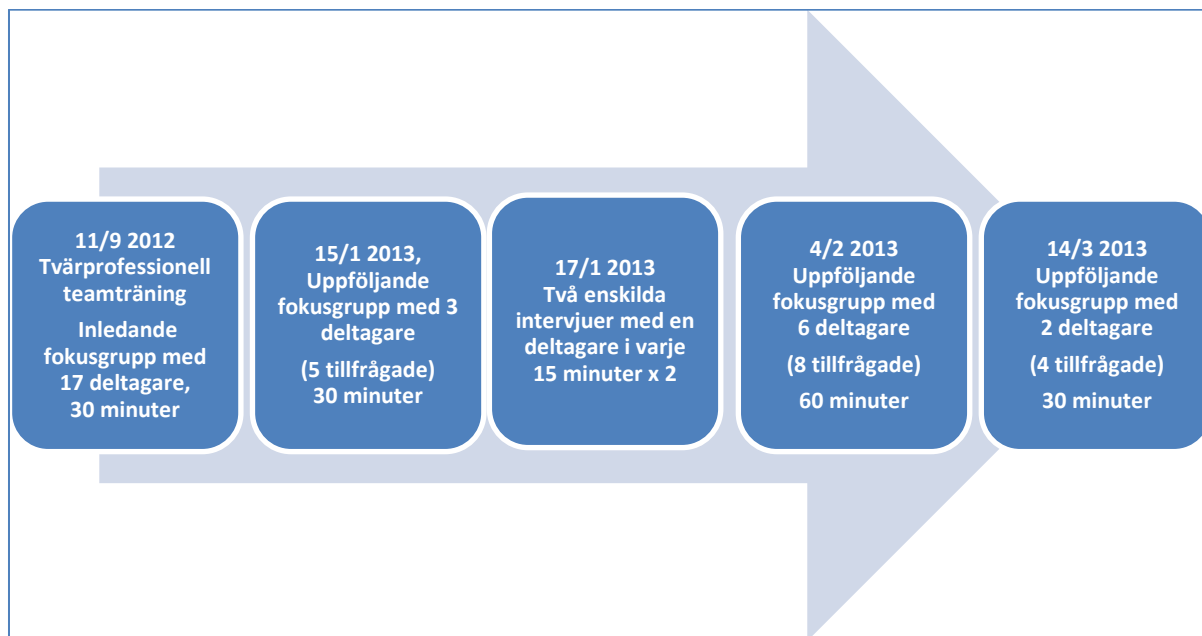 11/9 2012
Tvärprofessionell
teamträning
Inledande
fokusgrupp med
17 deltagare,
30 minuter
15/1 2013,
Uppföljande
fokusgrupp med 3
deltagare
(5 tillfrågade)
30 minuter
17/1 2013
Två enskilda
intervjuer med en
deltagare i varje
15 minuter x 2
4/2 2013
Uppföljande
fokusgrupp med
6 deltagare
(8 tillfrågade)
60 minuter
14/3 2013
Uppföljande
fokusgrupp med
2 deltagare
(4 tillfrågade)
30 minuter